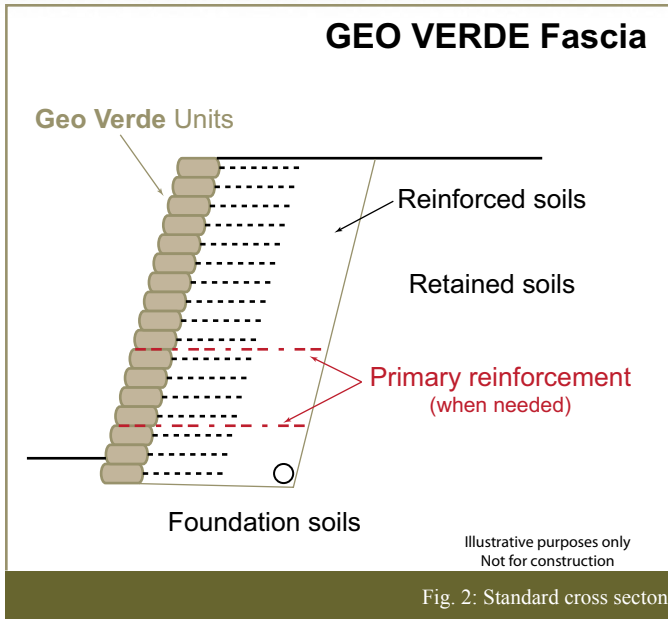 GEO VERDE Fascia
Geo Verde Units
Reinforced soils
Retained soils
Primary reinforcement
(when needed)
Foundation soils
Illustrative purposes only
Not for construction
Fig. 2: Standard cross secton